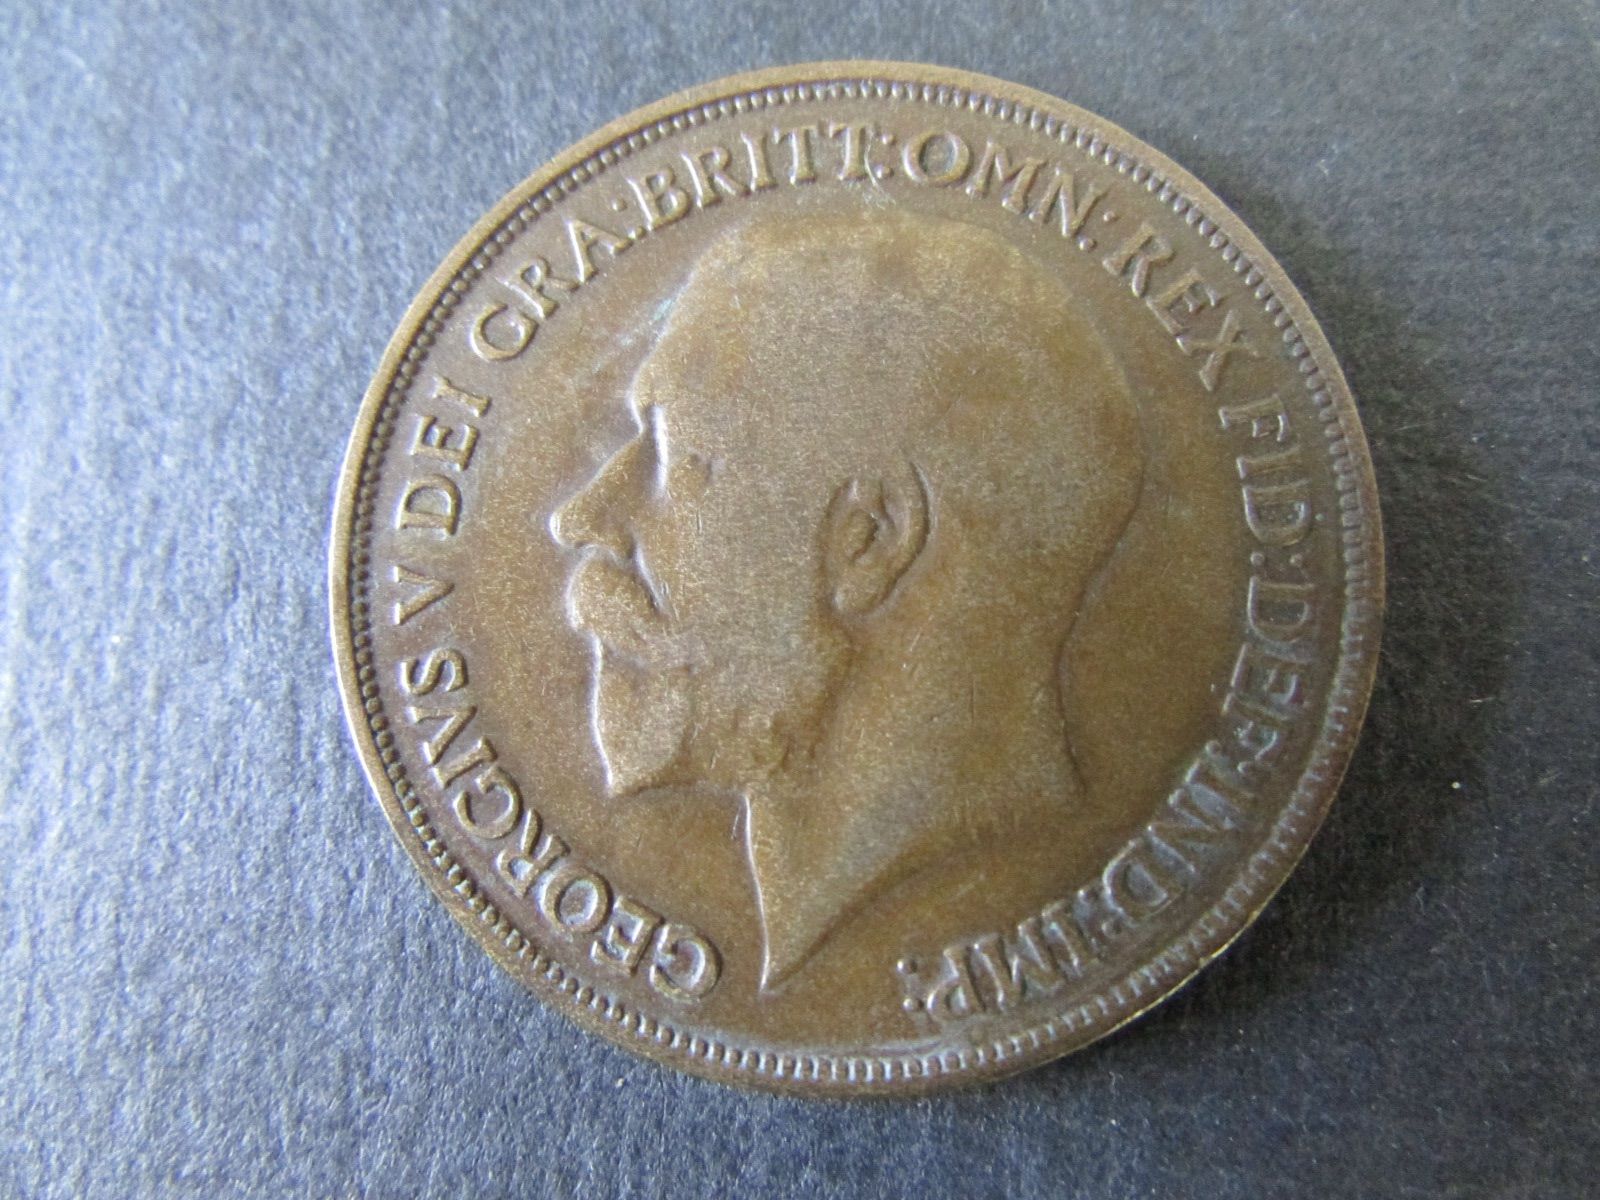 GEORGIVS V DEI GRA: BRITT: OMN: REX FID: DEF: IND: IMP: